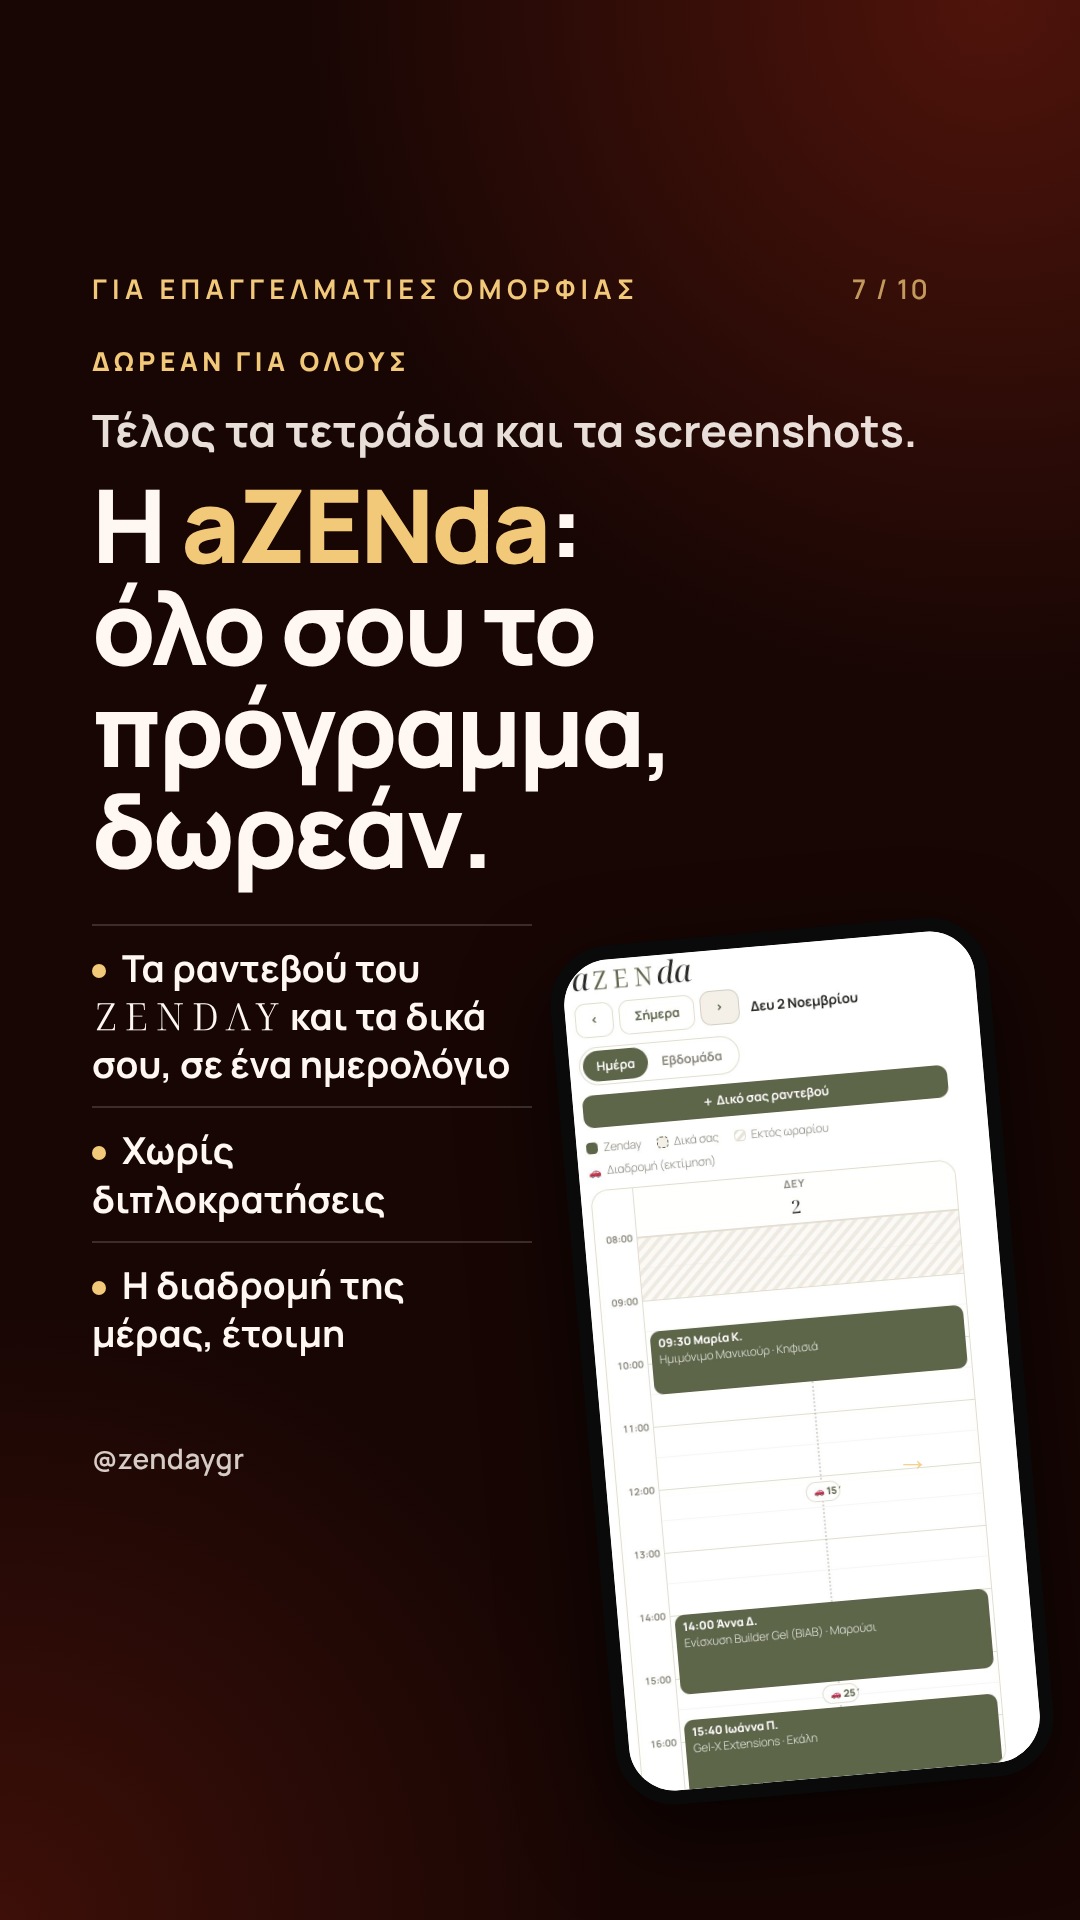 ΓΙΑ ΕΠΑΓΓΕΛΜΑΤΙΕΣ ΟΜΟΡΦΙΑΣ 7 / 10
ΔΩΡΕΑΝ ΓΙΑ ΟΛΟΥΣ
Τέλος τα τετράδια και τα screenshots.
Η aZENda:
όλο σου το
πρόγραμμα,
δωρεάν.
• Τα ραντεβού του
ZENDAY και τα δικά
σου, σε ένα ημερολόγιο
• Χωρίς
διπλοκρατήσεις
• Η διαδρομή της
μέρας, έτοιμη
@zendaygr
aZENda
‹ Σήμερα › Δευ 2 Νοεμβρίου
Ημέρα Εβδομάδα
+ Δικό σας ραντεβού
Zenday Δικά σας Εκτός ωραρίου
🚗 Διαδρομή (εκτίμηση)
ΔΕΥ
2
08:00
09:00
09:30 Μαρία Κ.
Ημιμόνιμο Μανικιούρ · Κηφισιά
10:00
11:00
→
12:00
🚗 15'
13:00
14:00
14:00 Άννα Δ.
Ενίσχυση Builder Gel (BIAB) · Μαρούσι
15:00
🚗 25'
15:40 Ιωάννα Π.
Gel-X Extensions · Εκάλη
16:00